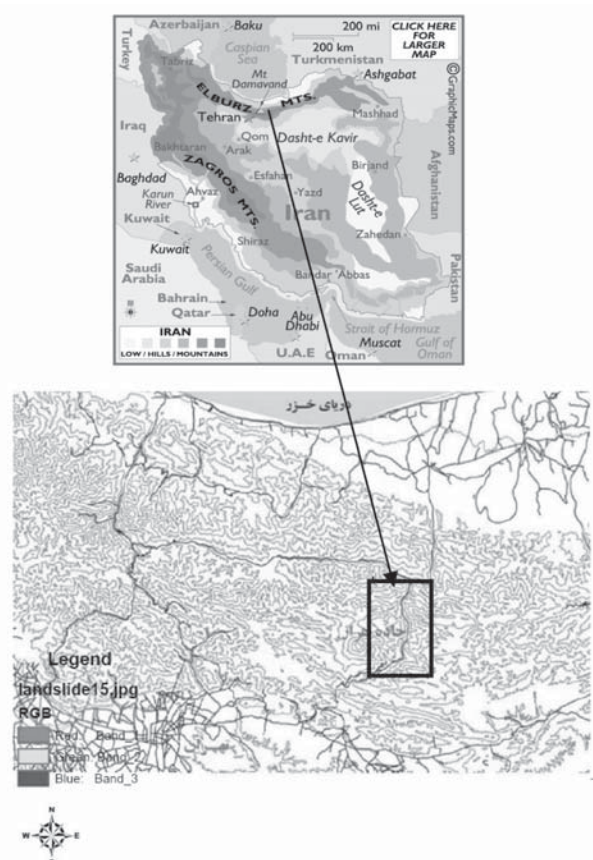 Azerbaijan
Baku
200 mi
200 km
CLICK HERE
FOR
LARGER
MAP
Turkey
Caspian
Sea
Turkmenistan
Tabriz
Mt
Damavand
Ashgabat
©GraphicMaps.com
ELBURZ MTS.
Tehran
Mashhad
Iraq
Qom
Dasht-e Kavir
Bakhtaran
Arak
Birjand
Afghanistan
Baghdad
ZAGROS MTS.
Esfahan
Dasht-e
Lut
Karun
River
Ahvaz
Yazd
Iran
Kuwait
Zahedan
Kuwait
Shiraz
Pakistan
Saudi
Arabia
Persian Gulf
Bandar 'Abbas
N
Bahrain
Qatar
Doha
Abu
Dhabi
Strait of Hormuz
Gulf of
Oman
IRAN
LOW / HILLS / MOUNTAINS
U.A.E
Oman
Muscat
دریای خزر
جاده هراز
Legend
landslide15.jpg
RGB
Red: Band_1
Green: Band_2
Blue: Band_3
N
W E